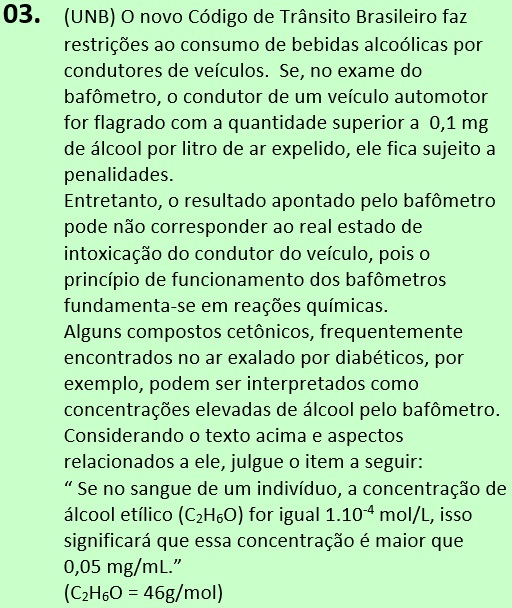 03. (UNB) O novo Código de Trânsito Brasileiro faz
restrições ao consumo de bebidas alcoólicas por
condutores de veículos. Se, no exame do
bafômetro, o condutor de um veículo automotor
for flagrado com a quantidade superior a 0,1 mg
de álcool por litro de ar expelido, ele fica sujeito a
penalidades.
Entretanto, o resultado apontado pelo bafômetro
pode não corresponder ao real estado de
intoxicação do condutor do veículo, pois o
princípio de funcionamento dos bafômetros
fundamenta-se em reações químicas.
Alguns compostos cetônicos, frequentemente
encontrados no ar exalado por diabéticos, por
exemplo, podem ser interpretados como
concentrações elevadas de álcool pelo bafômetro.
Considerando o texto acima e aspectos
relacionados a ele, julgue o item a seguir:
“ Se no sangue de um indivíduo, a concentração de
álcool etílico (C₂H₆O) for igual 1.10⁻⁴ mol/L, isso
significará que essa concentração é maior que
0,05 mg/mL.”
(C₂H₆O = 46g/mol)